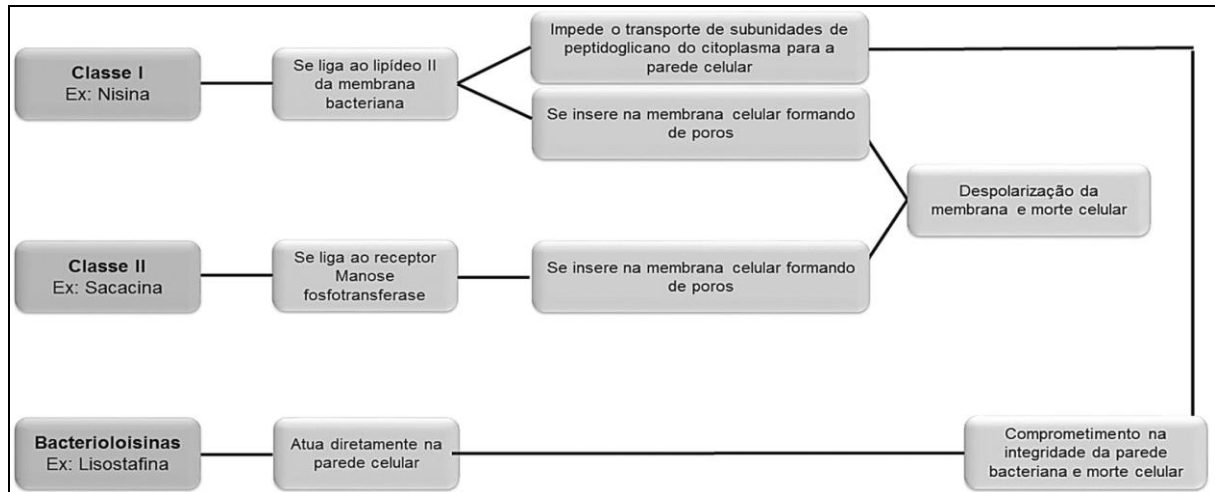 Classe I
Ex: Nisina
Se liga ao lipídeo II
da membrana
bacteriana
Impede o transporte de subunidades de
peptidoglicano do citoplasma para a
parede celular
Se insere na membrana celular formando
de poros
Despolarização da
membrana e morte celular
Classe II
Ex: Sacacina
Se liga ao receptor
Manose
fosfotransferase
Se insere na membrana celular formando
de poros
Bacterioloisinas
Ex: Lisostafina
Atua diretamente na
parede celular
Comprometimento na
integridade da parede
bacteriana e morte celular